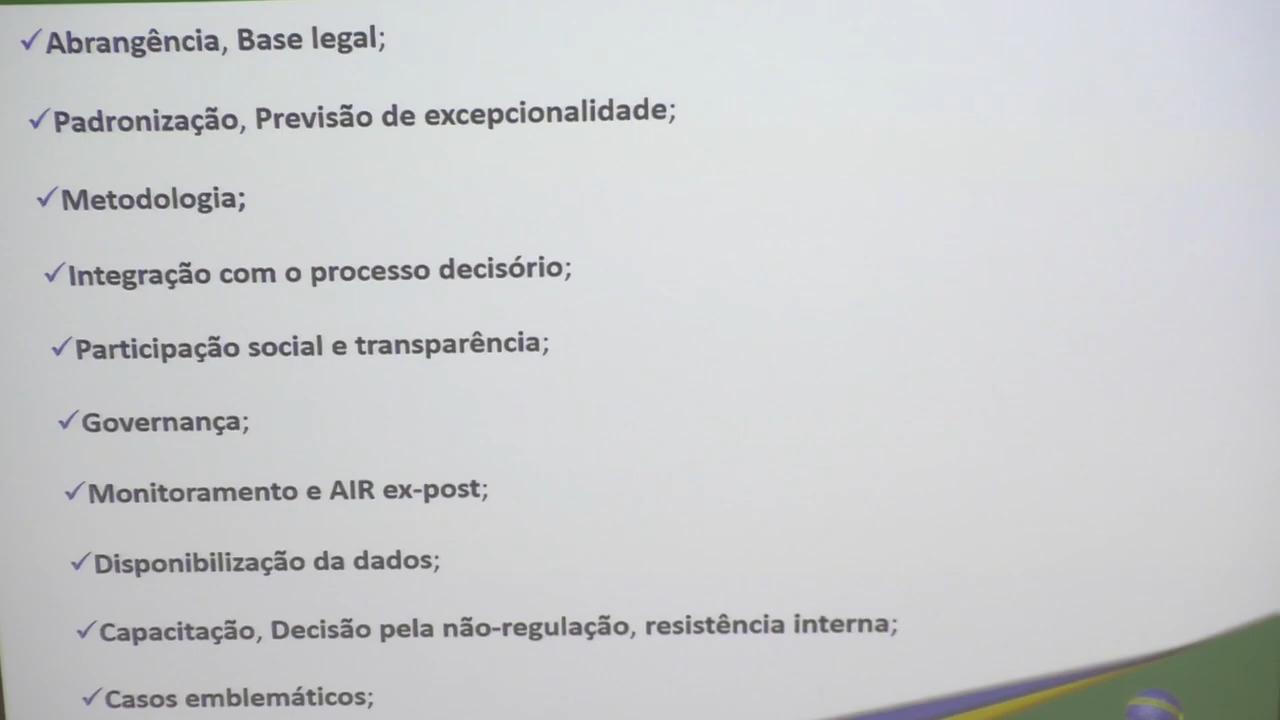 ✓Abrangência, Base legal;
✓Padronização, Previsão de excepcionalidade;
✓Metodologia;
✓Integração com o processo decisório;
✓Participação social e transparência;
✓Governança;
✓Monitoramento e AIR ex-post;
✓Disponibilização da dados;
✓Capacitação, Decisão pela não-regulação, resistência interna;
✓Casos emblemáticos;